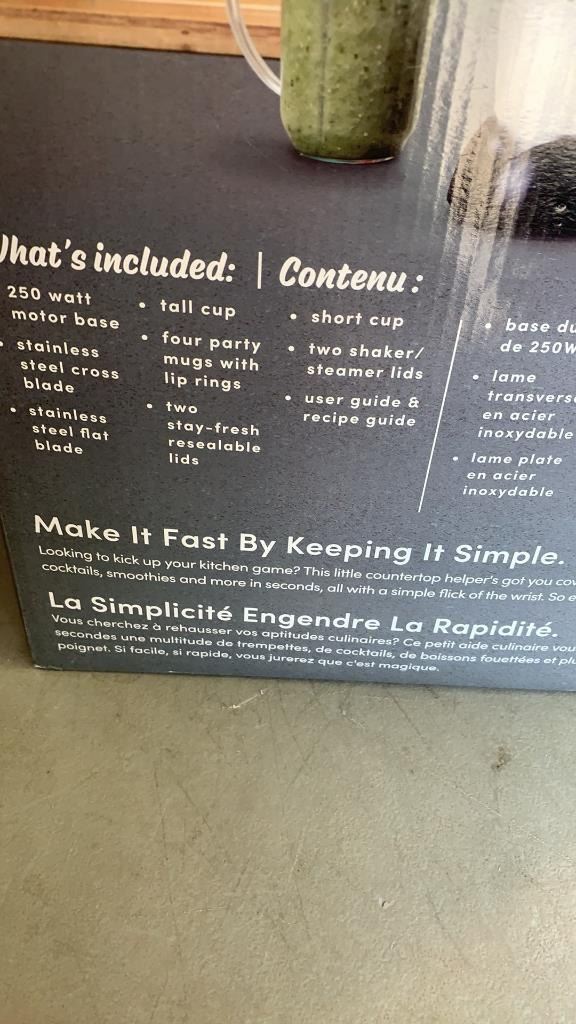 What's included: | Contenu:
250 watt
motor base
• stainless
steel cross
blade
• stainless
steel flat
blade
• tall cup
• four party
mugs with
lip rings
• two
stay-fresh
resealable
lids
• short cup
• two shaker/
steamer lids
• user guide &
recipe guide
• base du
de 250W
• lame
transverse
en acier
inoxydable
• lame plate
en acier
inoxydable
Make It Fast By Keeping It Simple.
Looking to kick up your kitchen game? This little countertop helper's got you
cocktails, smoothies and more in seconds, all with a simple flick of the wrist. So
La Simplicité Engendre La Rapidité.
Vous cherchez à rehausser vos aptitudes culinaires? Ce petit aide culinaire
secondes une multitude de trempettes, de cocktails, de boissons fouettées et
poignet. Si facile, si rapide, vous jurerez que c'est magique.